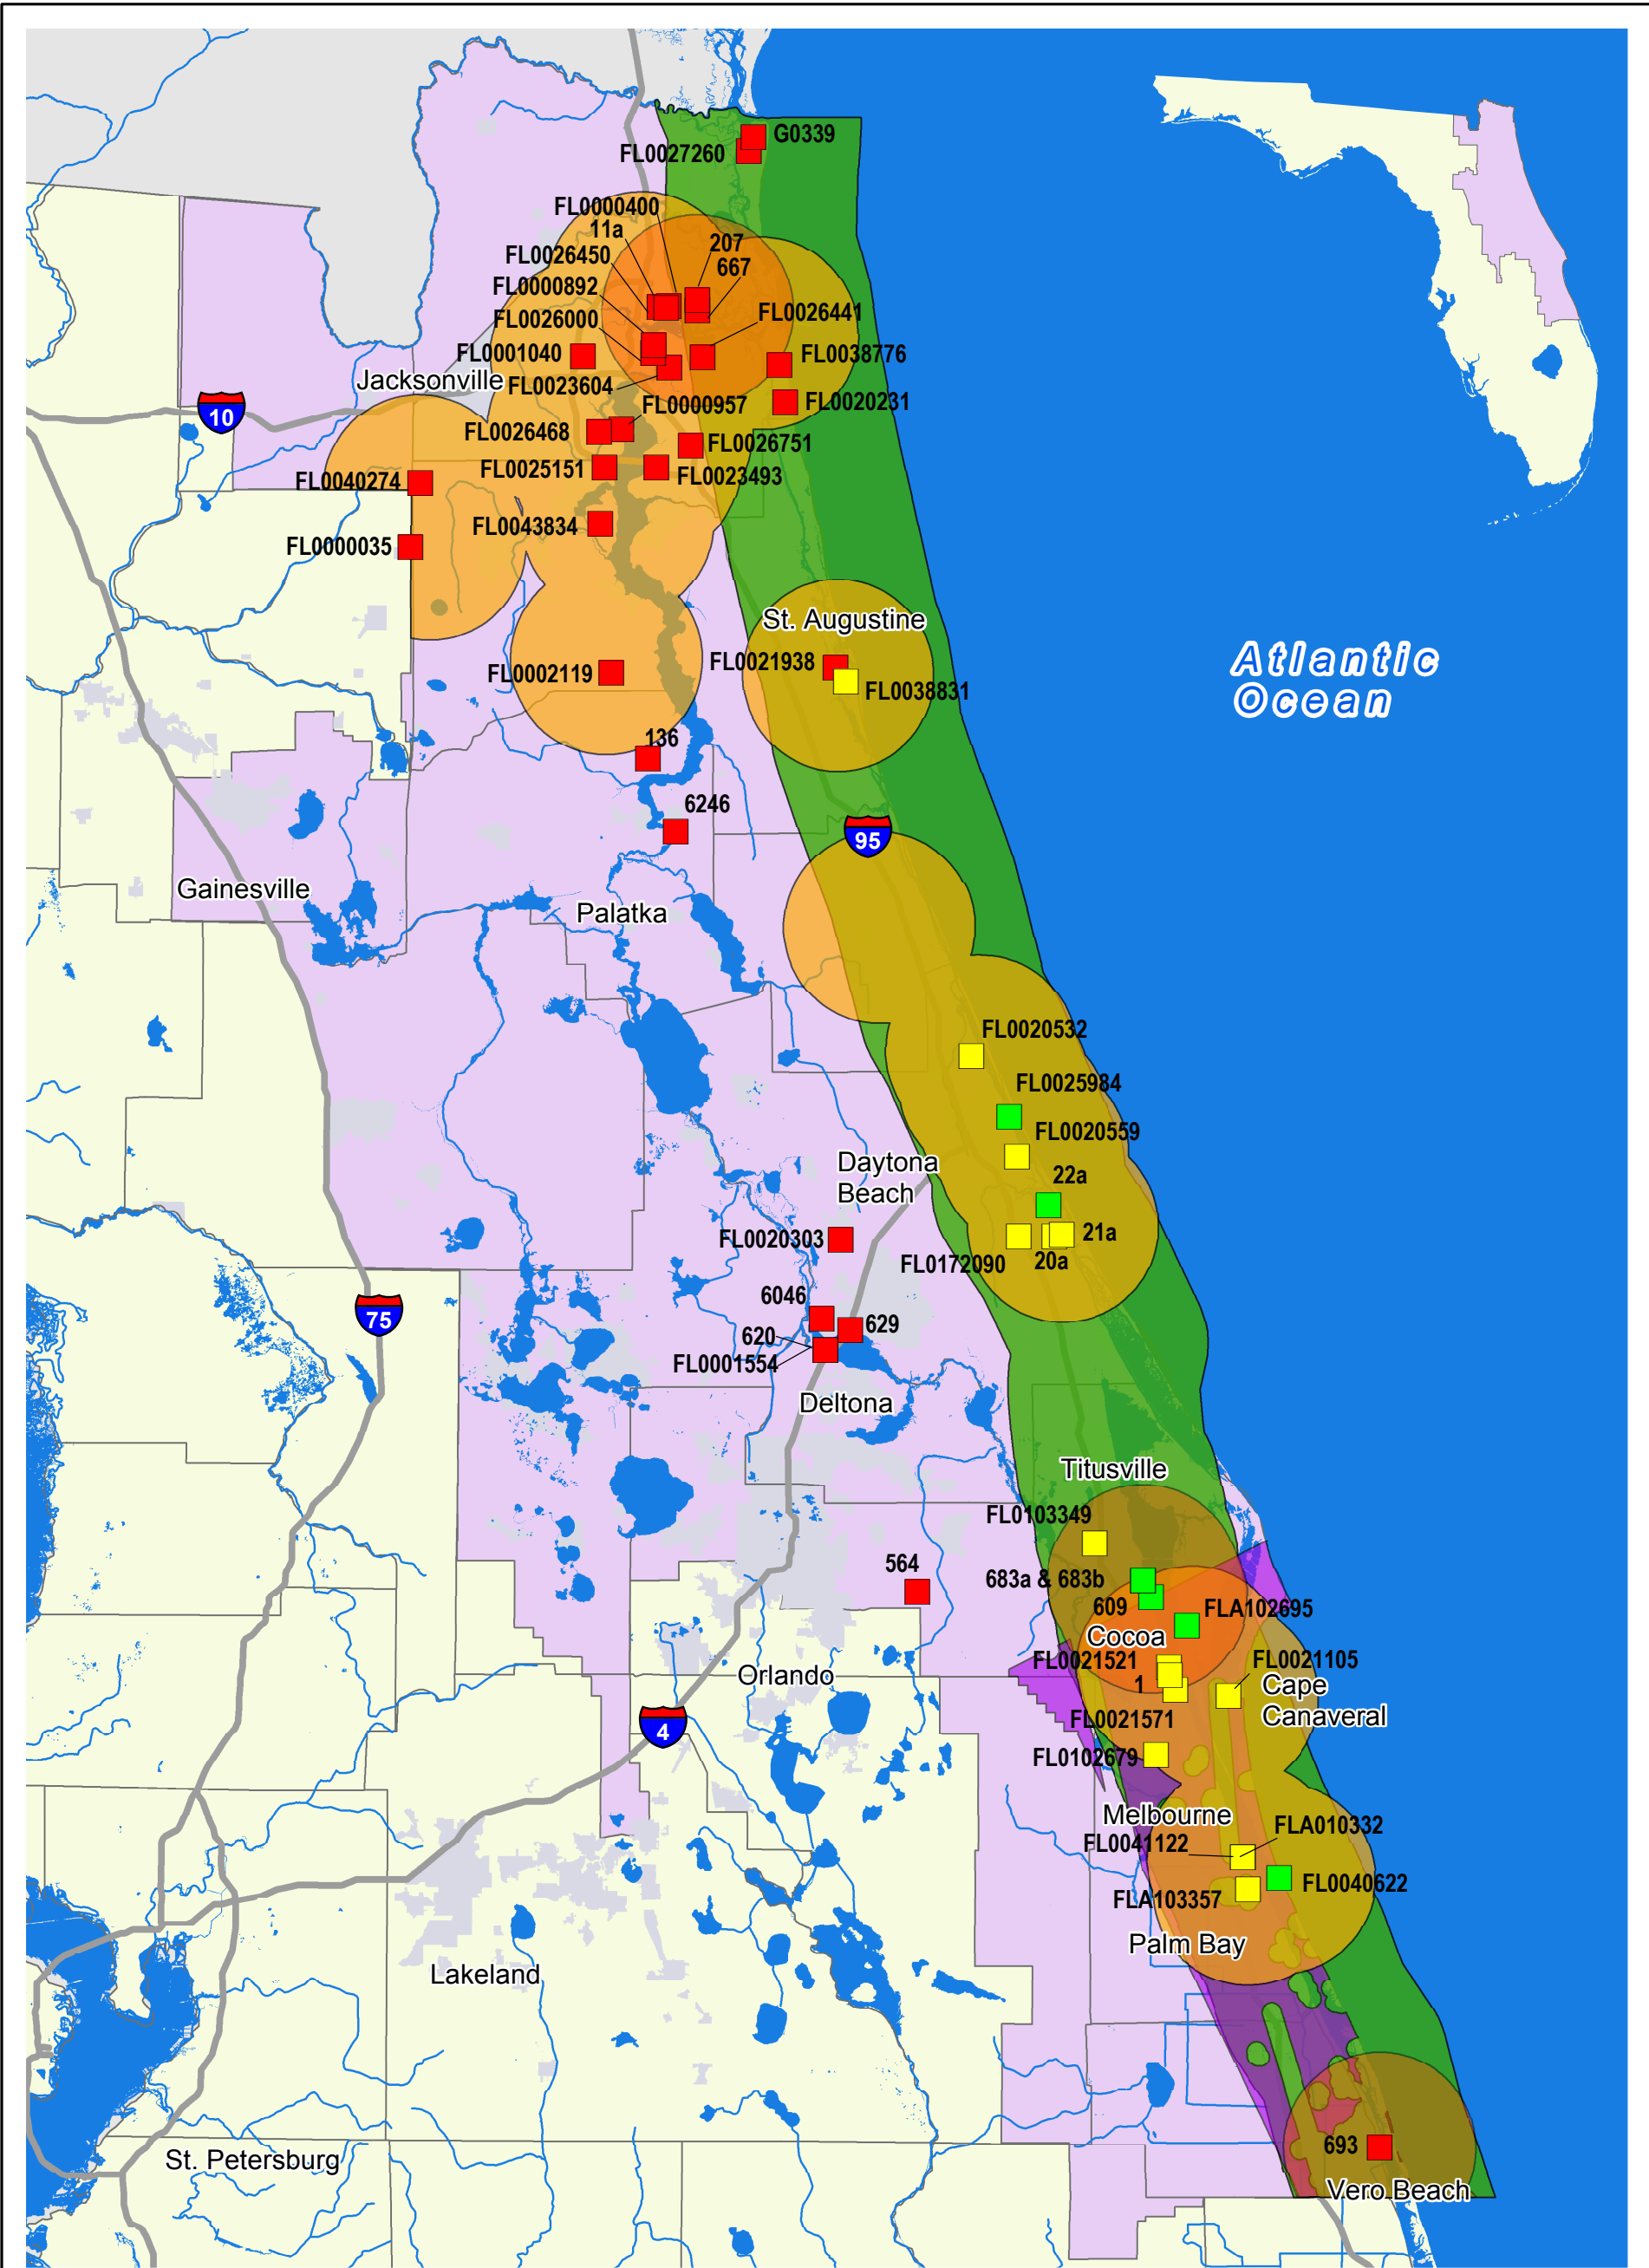 G0339
FL0027260
FL0000400
11a
207
FL0026450
667
FL0000892
FL0026441
FL0026000
FL0001040
FL0038776
Jacksonville
FL0023604
10
FL0000957
FL0020231
FL0026468
FL0026751
FL0025151
FL0023493
FL0040274
FL0043834
FL0000035
St. Augustine
Atlantic
Ocean
FL0021938
FL0002119
FL0038831
136
6246
95
Gainesville
Palatka
FL0020532
FL0025984
FL0020559
Daytona
Beach
22a
FL0020303
21a
FL0172090
20a
6046
75
629
620
FL0001554
Deltona
Titusville
FL0103349
564
683a & 683b
609
FLA102695
Cocoa
FL0021521
FL0021105
Orlando
1
Cape
Canaveral
FL0021571
4
FL0102679
Melbourne
FLA010332
FL0041122
FL0040622
FLA103357
Palm Bay
Lakeland
693
St. Petersburg
Vero Beach